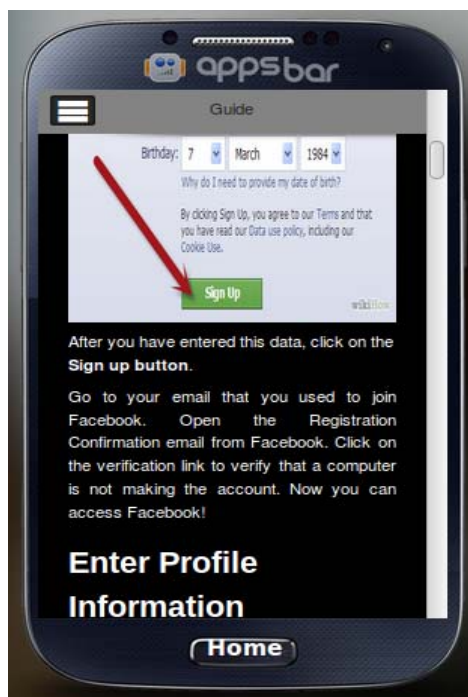 appsbar
Guide
Birthday: 7 March 1984
Why do I need to provide my date of birth?
By clicking Sign Up, you agree to our Terms and that
you have read our Data use policy, including our
Cookie Use.
Sign Up
wikiHow
After you have entered this data, click on the
Sign up button.
Go to your email that you used to join
Facebook. Open the Registration
Confirmation email from Facebook. Click on
the verification link to verify that a computer
is not making the account. Now you can
access Facebook!
Enter Profile
Information
Home